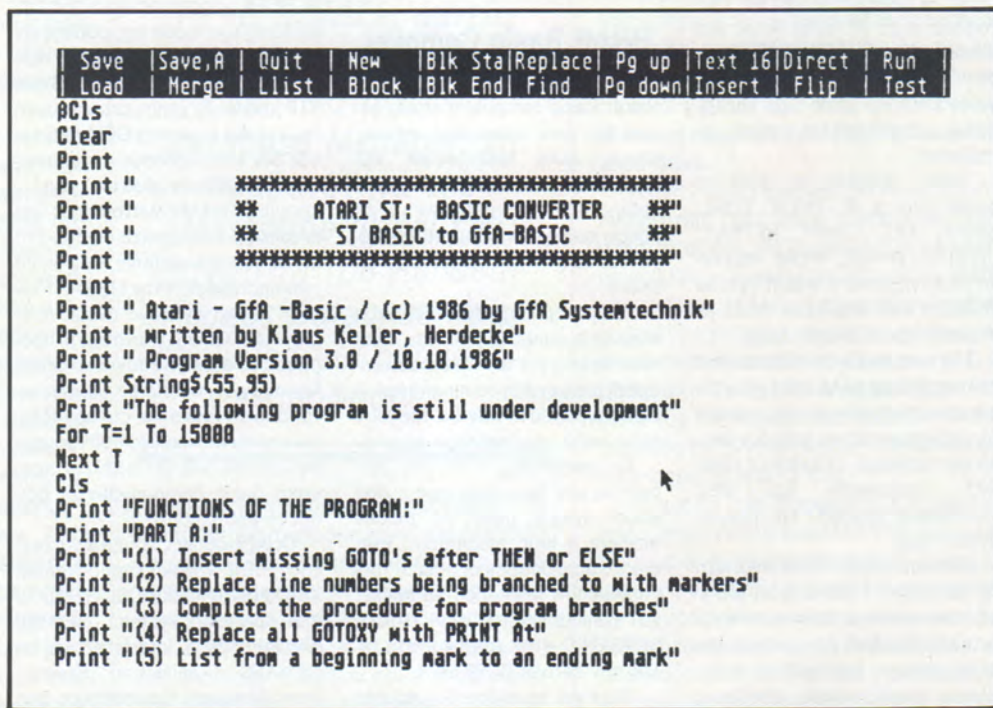 Save Save,A Quit New Blk Sta Replace Pg up Text 16 Direct Run
Load Merge Llist Block Blk End Find Pg down Insert Flip Test
@Cls
Clear
Print
Print "          **************************************"
Print "          **     ATARI ST:  BASIC CONVERTER    **"
Print "          **       ST BASIC to GfA-BASIC       **"
Print "          **************************************"
Print
Print " Atari - GfA -Basic / (c) 1986 by GfA Systemtechnik"
Print " written by Klaus Keller, Herdecke"
Print " Program Version 3.0 / 10.10.1986"
Print String$(55,95)
Print "The following program is still under development"
For T=1 To 15000
Next T
Cls
Print "FUNCTIONS OF THE PROGRAM:"
Print "PART A:"
Print "(1) Insert missing GOTO's after THEN or ELSE"
Print "(2) Replace line numbers being branched to with markers"
Print "(3) Complete the procedure for program branches"
Print "(4) Replace all GOTOXY with PRINT At.."
Print "(5) List from a beginning mark to an ending mark"